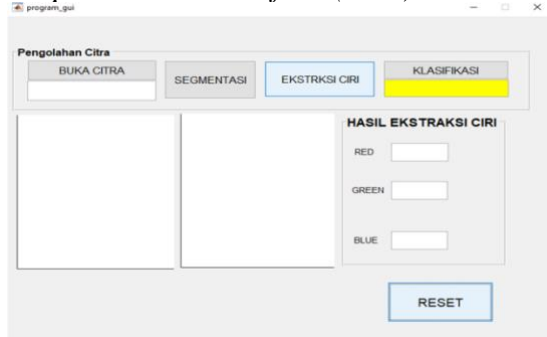 program_gui
Pengolahan Citra
BUKA CITRA
SEGMENTASI
EKSTRKSI CIRI
KLASIFIKASI
HASIL EKSTRAKSI CIRI
RED
GREEN
BLUE
RESET